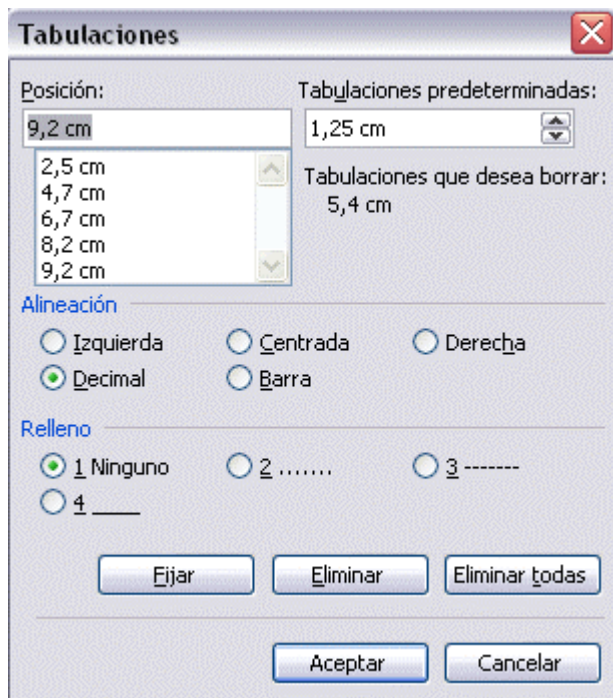 Tabulaciones
Posición: Tabulaciones predeterminadas:
9,2 cm 1,25 cm
2,5 cm Tabulaciones que desea borrar:
4,7 cm 5,4 cm
6,7 cm
8,2 cm
9,2 cm
Alineación
Izquierda Centrada Derecha
Decimal Barra
Relleno
1 Ninguno 2 ....... 3 -------
4 ____
Fijar Eliminar Eliminar todas
Aceptar Cancelar